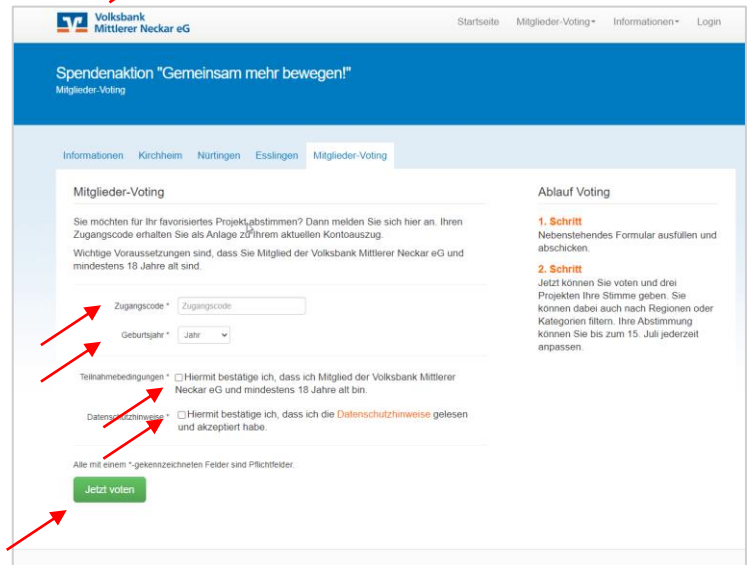 Volksbank
Mittlerer Neckar eG
Startseite Mitglieder-Voting Informationen Login
Spendenaktion "Gemeinsam mehr bewegen!"
Mitglieder-Voting
Informationen Kirchheim Nürtingen Esslingen Mitglieder-Voting
Mitglieder-Voting
Sie möchten für Ihr favorisiertes Projekt abstimmen? Dann melden Sie sich hier an. Ihren
Zugangscode erhalten Sie als Anlage zu Ihrem aktuellen Kontoauszug.
Wichtige Voraussetzungen sind, dass Sie Mitglied der Volksbank Mittlerer Neckar eG und
mindestens 18 Jahre alt sind.
Zugangscode * Zugangscode
Geburtsjahr * Jahr
Teilnahmebedingungen * Hiermit bestätige ich, dass ich Mitglied der Volksbank Mittlerer
Neckar eG und mindestens 18 Jahre alt bin.
Datenschutzhinweise * Hiermit bestätige ich, dass ich die Datenschutzhinweise gelesen
und akzeptiert habe.
Alle mit einem *-gekennzeichneten Felder sind Pflichtfelder.
Jetzt voten
Ablauf Voting
1. Schritt
Nebenstehendes Formular ausfüllen und
abschicken.
2. Schritt
Jetzt können Sie voten und drei
Projekten Ihre Stimme geben. Sie
können dabei auch nach Regionen oder
Kategorien filtern. Ihre Abstimmung
können Sie bis zum 15. Juli jederzeit
anpassen.